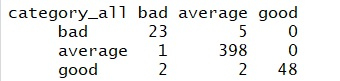 category_all bad average good
bad 23 5 0
average 1 398 0
good 2 2 48